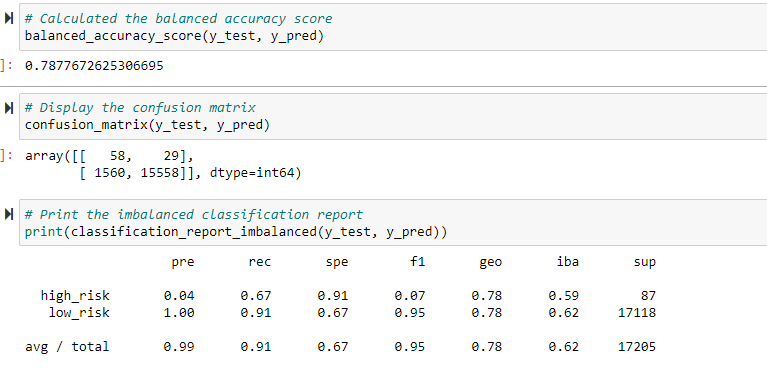 # Calculated the balanced accuracy score
balanced_accuracy_score(y_test, y_pred)
]: 0.7877672625306695
# Display the confusion matrix
confusion_matrix(y_test, y_pred)
]: array([[   58,    29],
       [ 1560, 15558]], dtype=int64)
# Print the imbalanced classification report
print(classification_report_imbalanced(y_test, y_pred))
pre rec spe f1 geo iba sup
high_risk 0.04 0.67 0.91 0.07 0.78 0.59 87
low_risk 1.00 0.91 0.67 0.95 0.78 0.62 17118
avg / total 0.99 0.91 0.67 0.95 0.78 0.62 17205